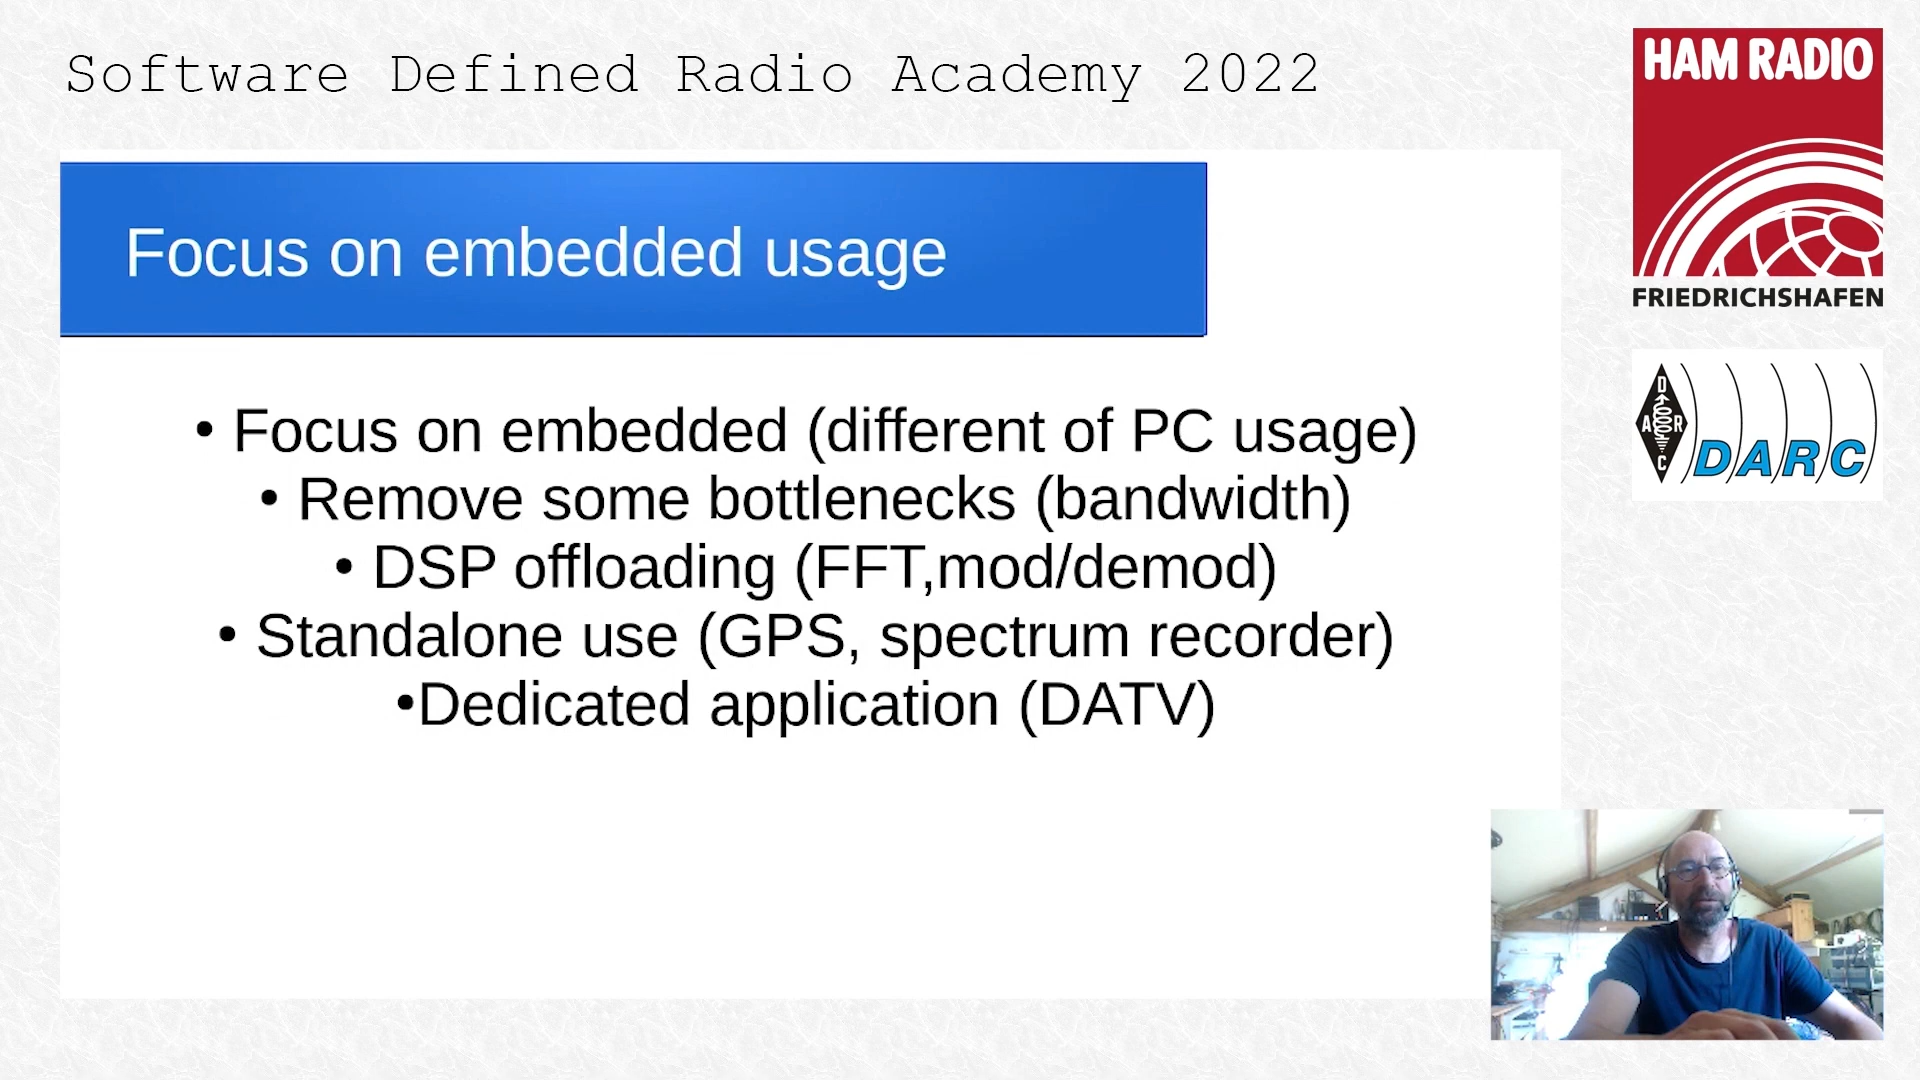 Software Defined Radio Academy 2022
HAM RADIO
FRIEDRICHSHAFEN
D
A R
C
DARC
Focus on embedded usage
• Focus on embedded (different of PC usage)
• Remove some bottlenecks (bandwidth)
• DSP offloading (FFT,mod/demod)
• Standalone use (GPS, spectrum recorder)
•Dedicated application (DATV)